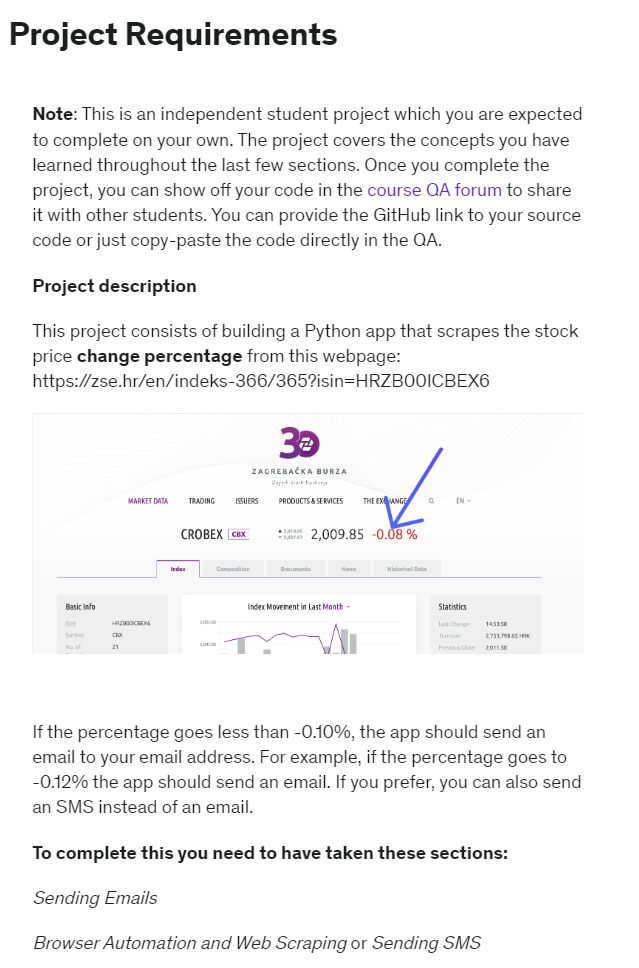 Project Requirements
Note: This is an independent student project which you are expected
to complete on your own. The project covers the concepts you have
learned throughout the last few sections. Once you complete the
project, you can show off your code in the course QA forum to share
it with other students. You can provide the GitHub link to your source
code or just copy-paste the code directly in the QA.
Project description
This project consists of building a Python app that scrapes the stock
price change percentage from this webpage:
https://zse.hr/en/indeks-366/365?isin=HRZB00ICBEX6
ZAGREBAČKA BURZA
Zagreb Stock Exchange
MARKET DATA TRADING ISSUERS PRODUCTS & SERVICES THE EXCHANGE EN
CROBEX CBX 2,009.85 -0.08 %
Index Composition Documents News Historical Data
Basic Info Index Movement in Last Month Statistics
ISIN HRZB00ICBEX6 Last Change 14:53:58
Symbol CBX Turnover 2,753,798.65 HRK
No. of 21 Previous Close 2,011.50
If the percentage goes less than -0.10%, the app should send an
email to your email address. For example, if the percentage goes to
-0.12% the app should send an email. If you prefer, you can also send
an SMS instead of an email.
To complete this you need to have taken these sections:
Sending Emails
Browser Automation and Web Scraping or Sending SMS